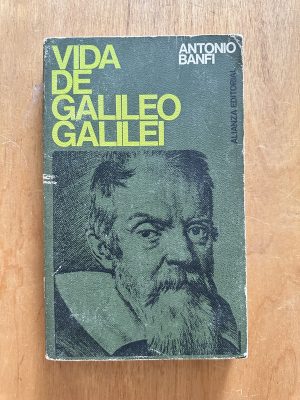 VIDA
DE
GALILEO
GALILEI
ANTONIO
BANFI
ALIANZA EDITORIAL